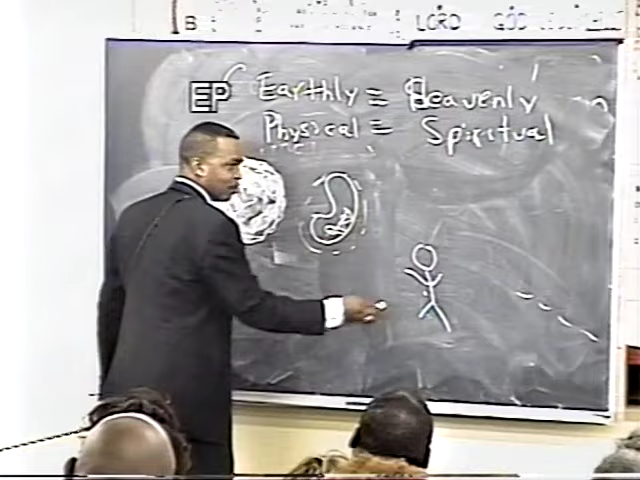 B
LORD GOD
EP
Earthly = Heavenly
Physical = Spiritual